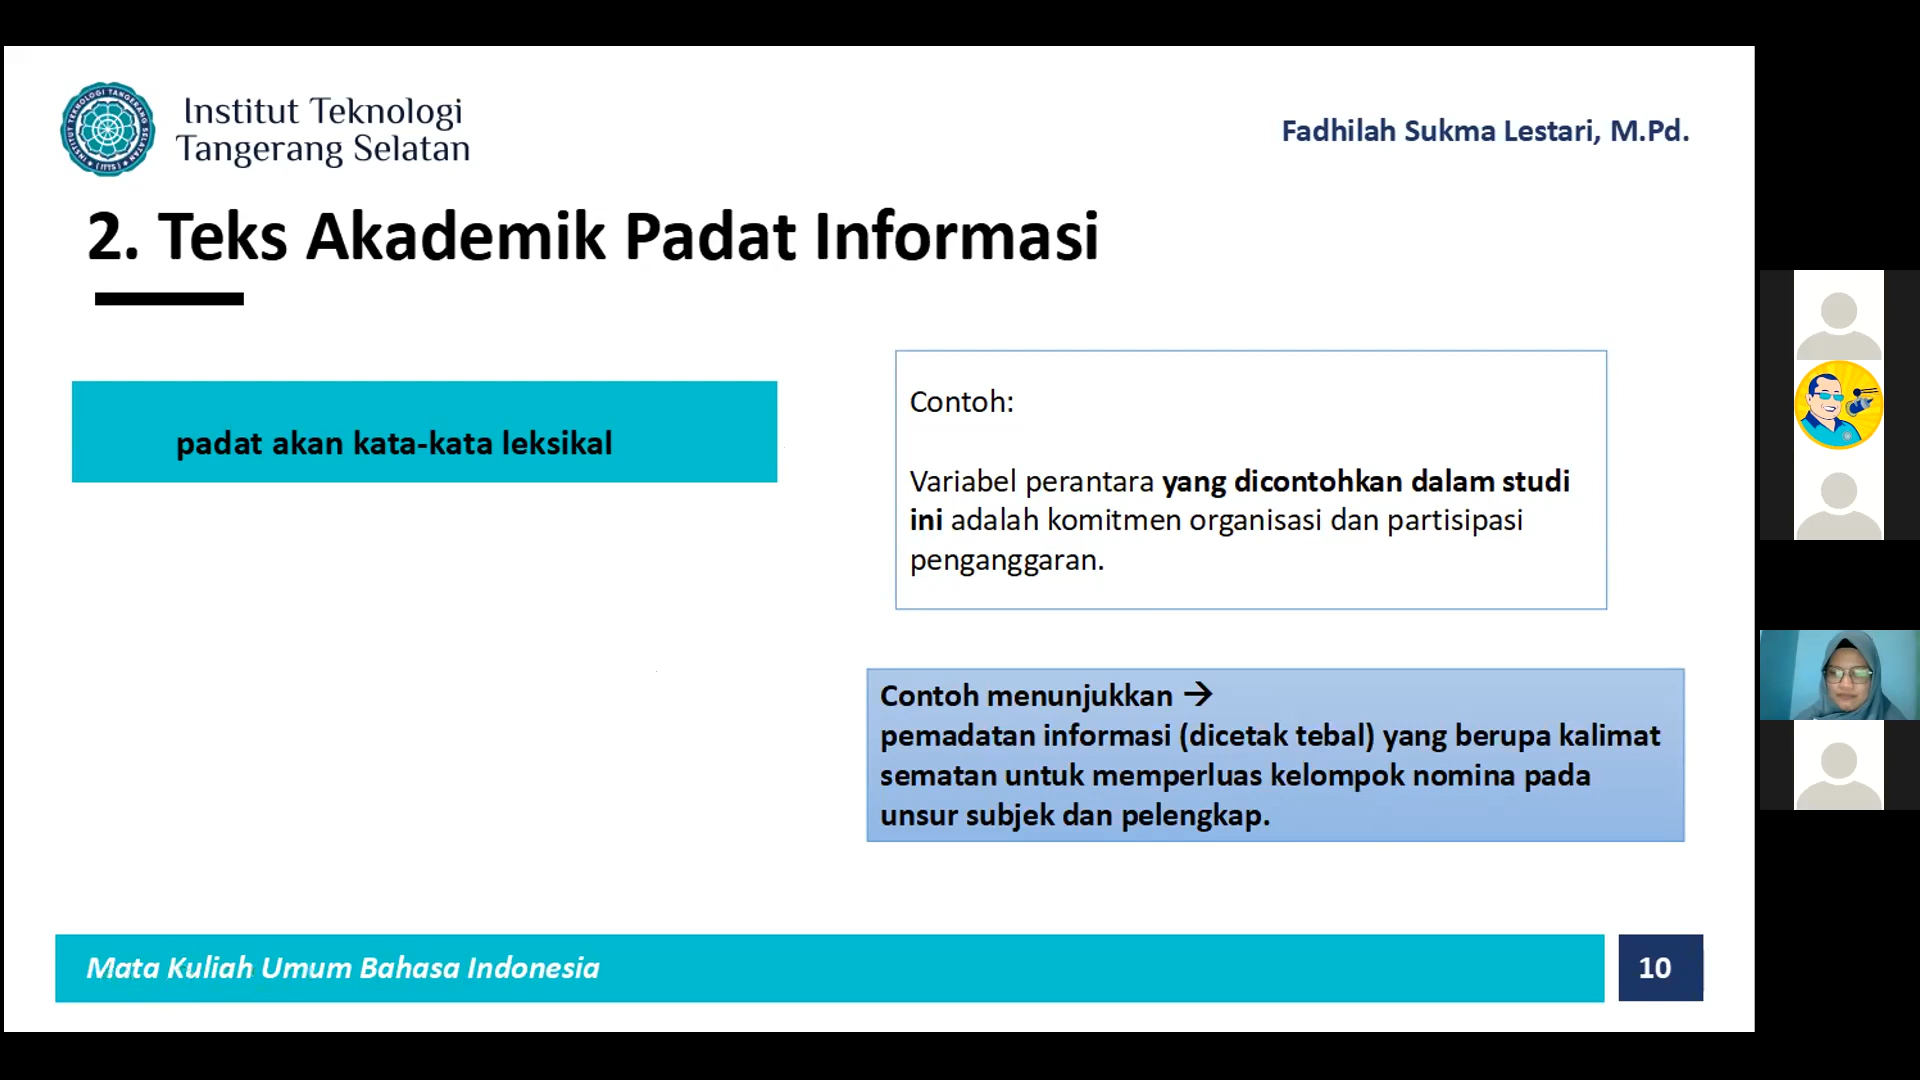 Institut Teknologi
Tangerang Selatan
Fadhilah Sukma Lestari, M.Pd.
2. Teks Akademik Padat Informasi
padat akan kata-kata leksikal
Contoh:
Variabel perantara yang dicontohkan dalam studi
ini adalah komitmen organisasi dan partisipasi
penganggaran.
Contoh menunjukkan →
pemadatan informasi (dicetak tebal) yang berupa kalimat
sematan untuk memperluas kelompok nomina pada
unsur subjek dan pelengkap.
Mata Kuliah Umum Bahasa Indonesia
10